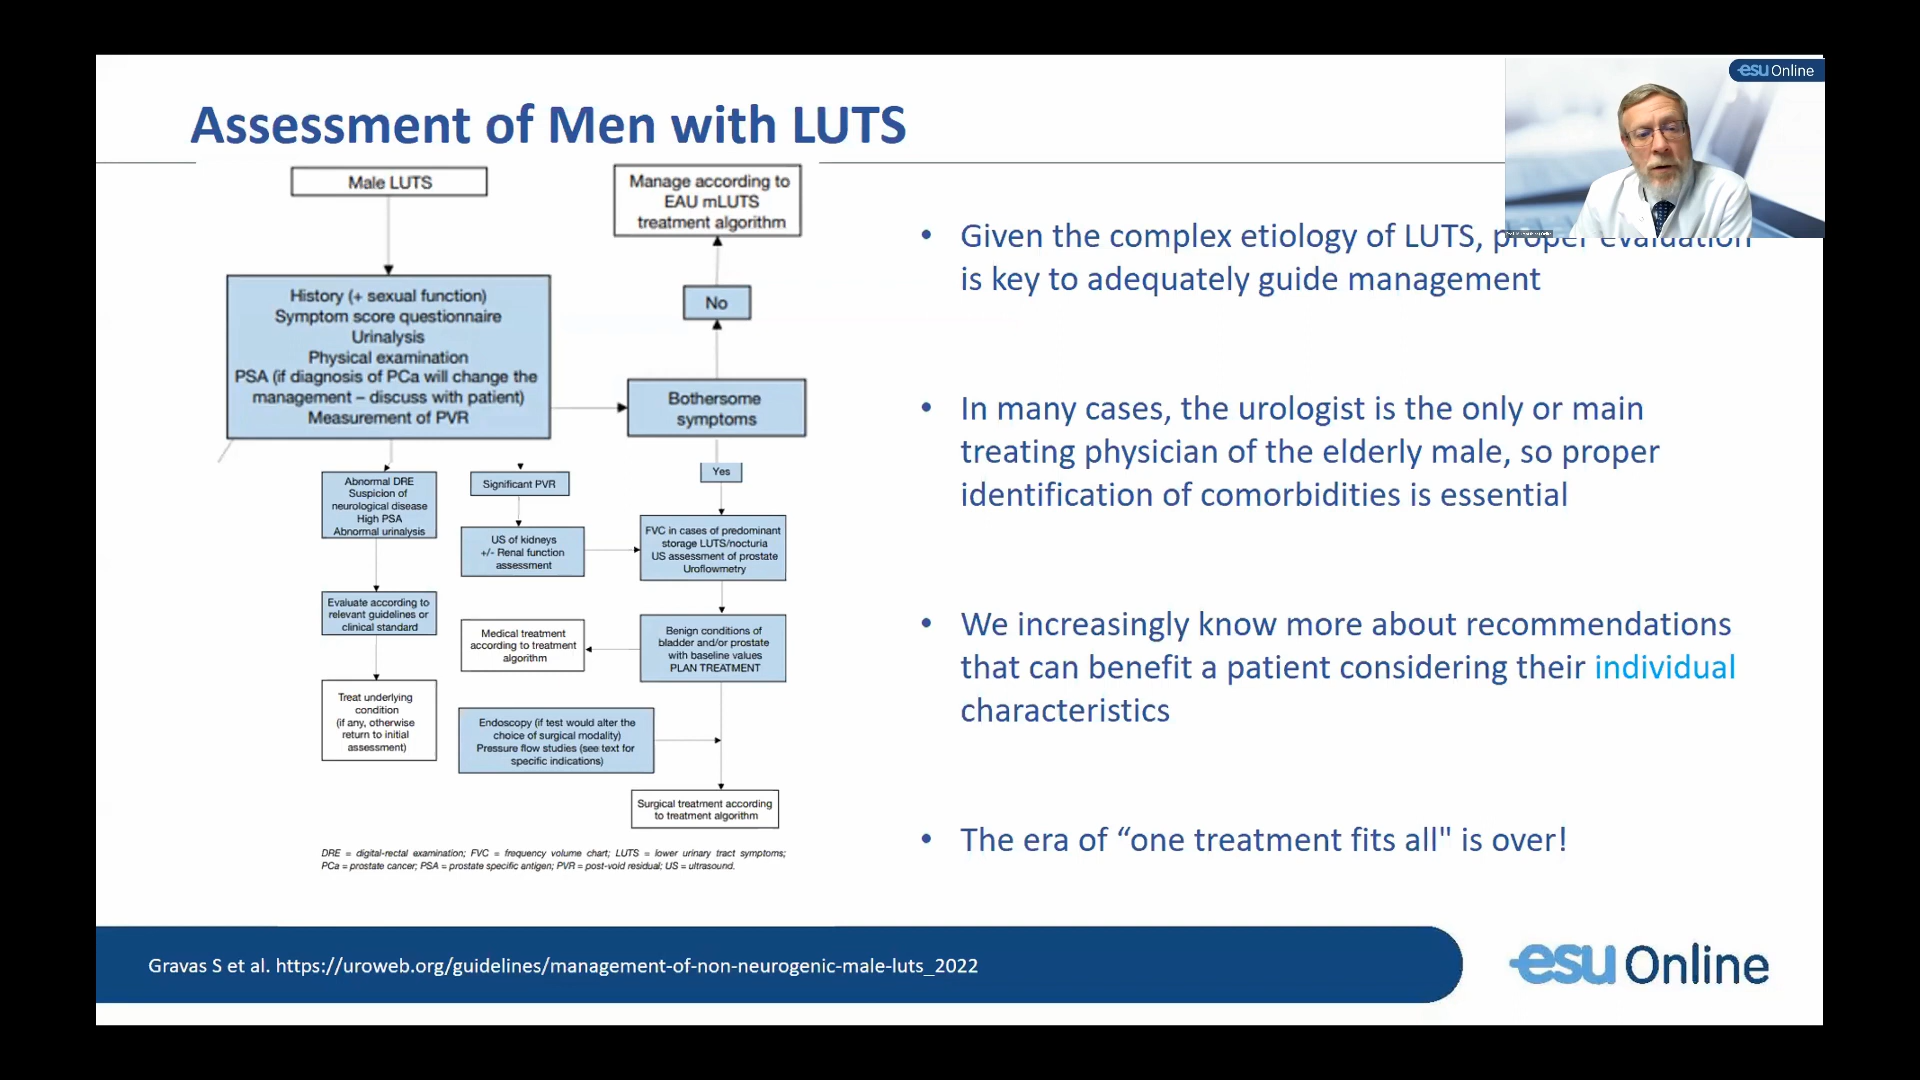 Assessment of Men with LUTS
Male LUTS
Manage according to
EAU mLUTS
treatment algorithm
History (+ sexual function)
Symptom score questionnaire
Urinalysis
Physical examination
PSA (if diagnosis of PCa will change the
management – discuss with patient)
Measurement of PVR
No
Bothersome
symptoms
Yes
Abnormal DRE
Suspicion of
neurological disease
High PSA
Abnormal urinalysis
Significant PVR
US of kidneys
+/- Renal function
assessment
FVC in cases of predominant
storage LUTS/nocturia
US assessment of prostate
Uroflowmetry
Evaluate according to
relevant guidelines or
clinical standard
Medical treatment
according to treatment
algorithm
Benign conditions of
bladder and/or prostate
with baseline values
PLAN TREATMENT
Treat underlying
condition
(if any, otherwise
return to initial
assessment)
Endoscopy (if test would alter the
choice of surgical modality)
Pressure flow studies (see text for
specific indications)
Surgical treatment according
to treatment algorithm
DRE = digital-rectal examination; FVC = frequency volume chart; LUTS = lower urinary tract symptoms;
PCa = prostate cancer; PSA = prostate specific antigen; PVR = post-void residual; US = ultrasound.
• Given the complex etiology of LUTS, proper evaluation
is key to adequately guide management
• In many cases, the urologist is the only or main
treating physician of the elderly male, so proper
identification of comorbidities is essential
• We increasingly know more about recommendations
that can benefit a patient considering their individual
characteristics
• The era of “one treatment fits all" is over!
esu Online
Gravas S et al. https://uroweb.org/guidelines/management-of-non-neurogenic-male-luts_2022
esu Online